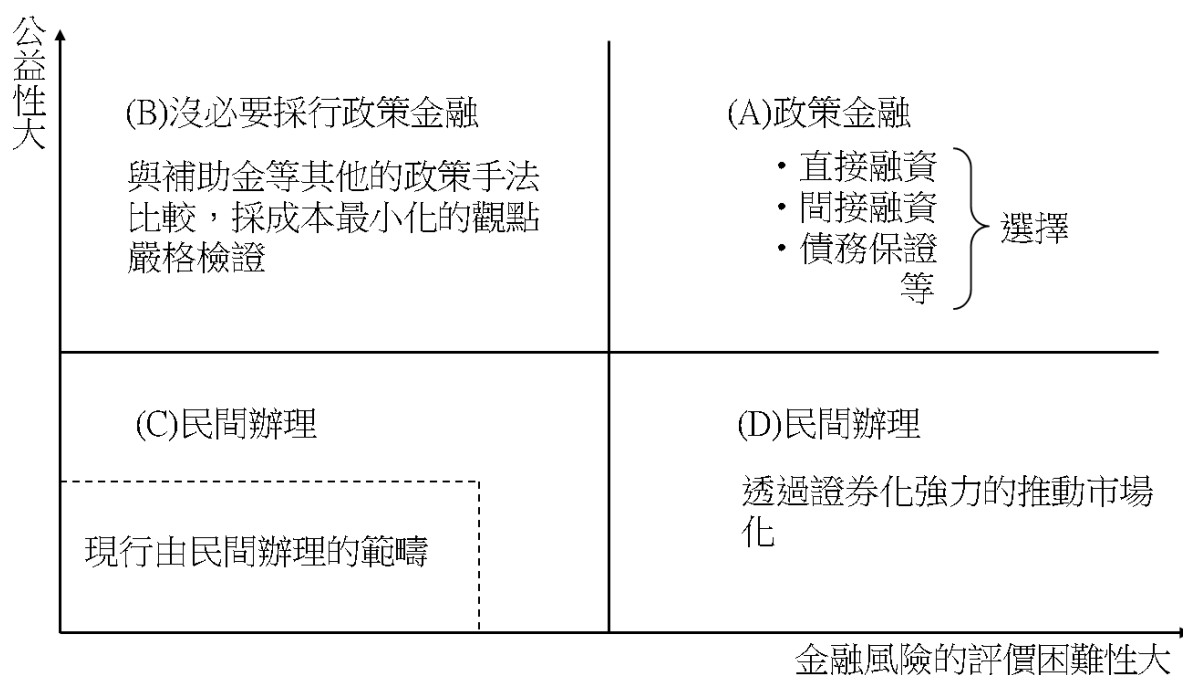 公益性大
(B)沒必要採行政策金融
與補助金等其他的政策手法
比較，採成本最小化的觀點
嚴格檢證
(A)政策金融
・直接融資
・間接融資
・債務保證
等
選擇
(C)民間辦理
現行由民間辦理的範疇
(D)民間辦理
透過證券化強力的推動市場
化
金融風險的評價困難性大